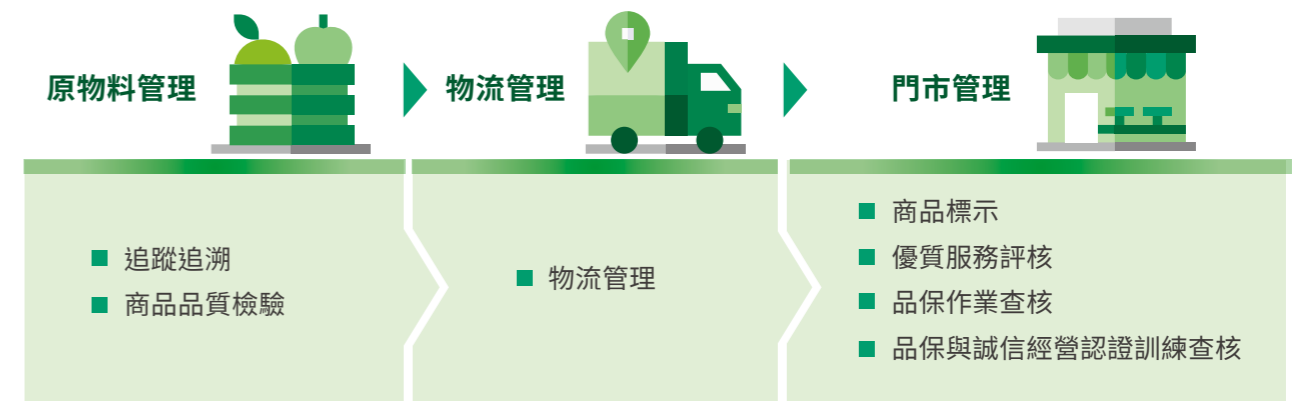 原物料管理
物流管理
門市管理
追蹤追溯
商品品質檢驗
物流管理
商品標示
優質服務評核
品保作業查核
品保與誠信經營認證訓練查核